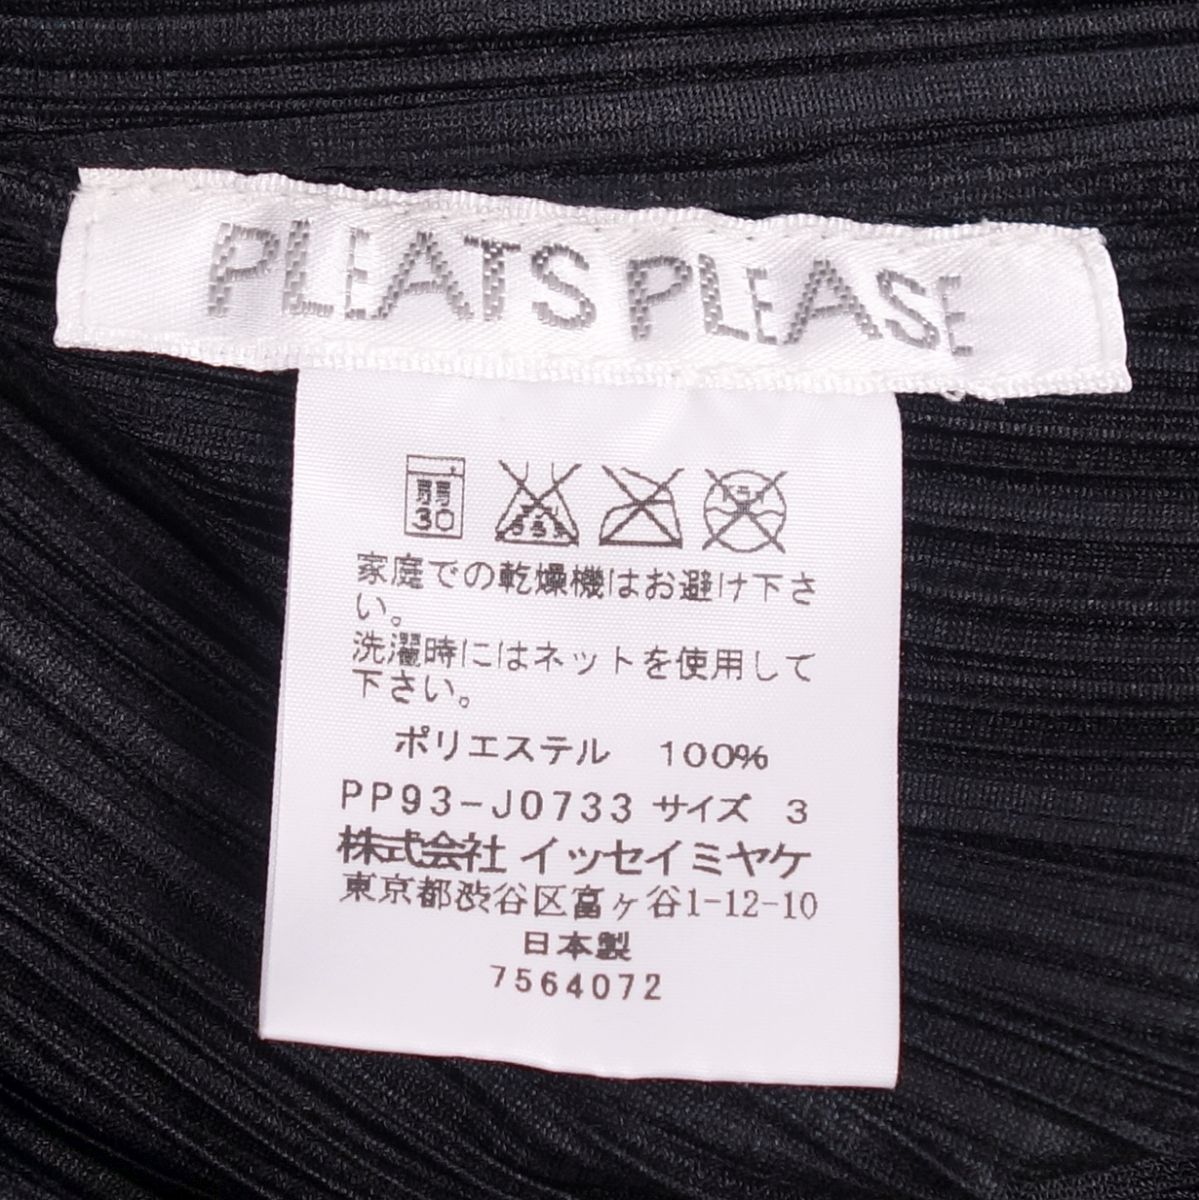 PLEATS PLEASE
弱
30
家庭での乾燥機はお避け下さ
い。
洗濯時にはネットを使用して
下さい。
ポリエステル 100%
PP93-J0733 サイズ 3
株式会社 イッセイミヤケ
東京都渋谷区富ヶ谷1-12-10
日本製
7564072